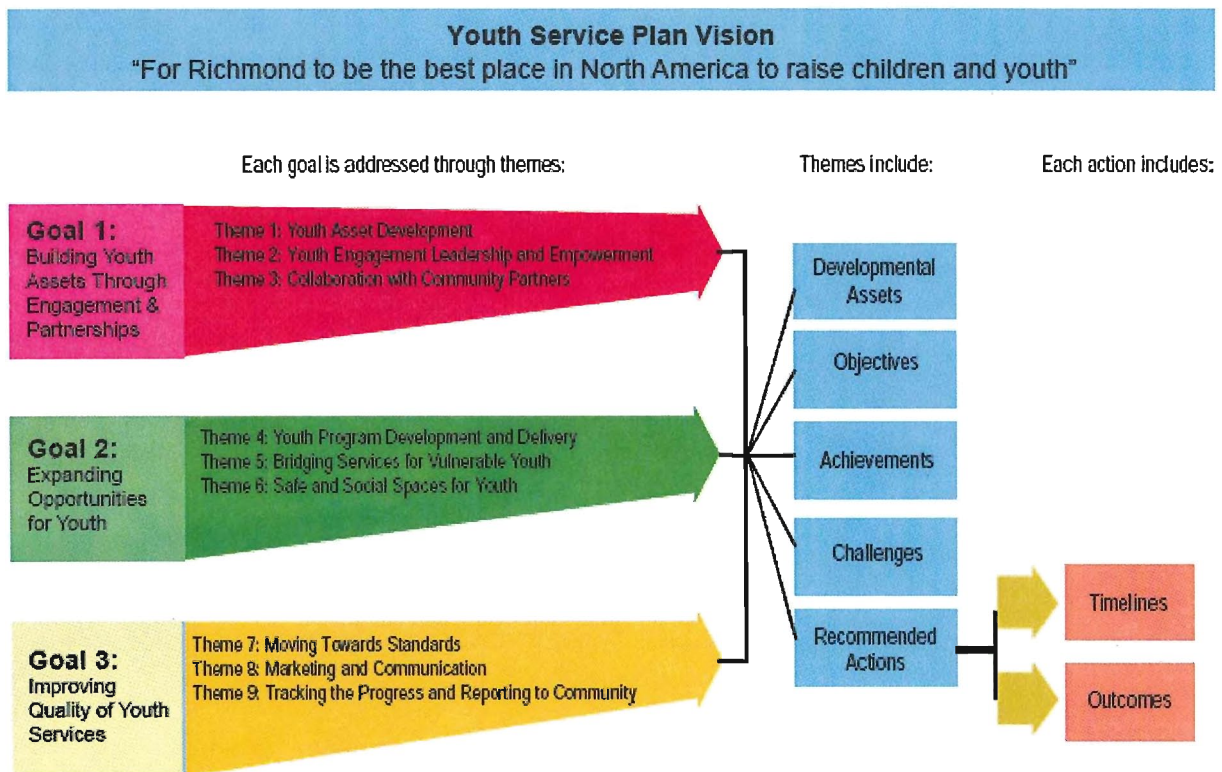 Youth Service Plan Vision
"For Richmond to be the best place in North America to raise children and youth"
Each goal is addressed through themes:
Themes include:
Each action includes:
Goal 1:
Building Youth
Assets Through
Engagement &
Partnerships
Theme 1: Youth Asset Development
Theme 2: Youth Engagement Leadership and Empowerment
Theme 3: Collaboration with Community Partners
Goal 2:
Expanding
Opportunities
for Youth
Theme 4: Youth Program Development and Delivery
Theme 5: Bridging Services for Vulnerable Youth
Theme 6: Safe and Social Spaces for Youth
Goal 3:
Improving
Quality of Youth
Services
Theme 7: Moving Towards Standards
Theme 8: Marketing and Communication
Theme 9: Tracking the Progress and Reporting to Community
Developmental
Assets
Objectives
Achievements
Challenges
Recommended
Actions
Timelines
Outcomes